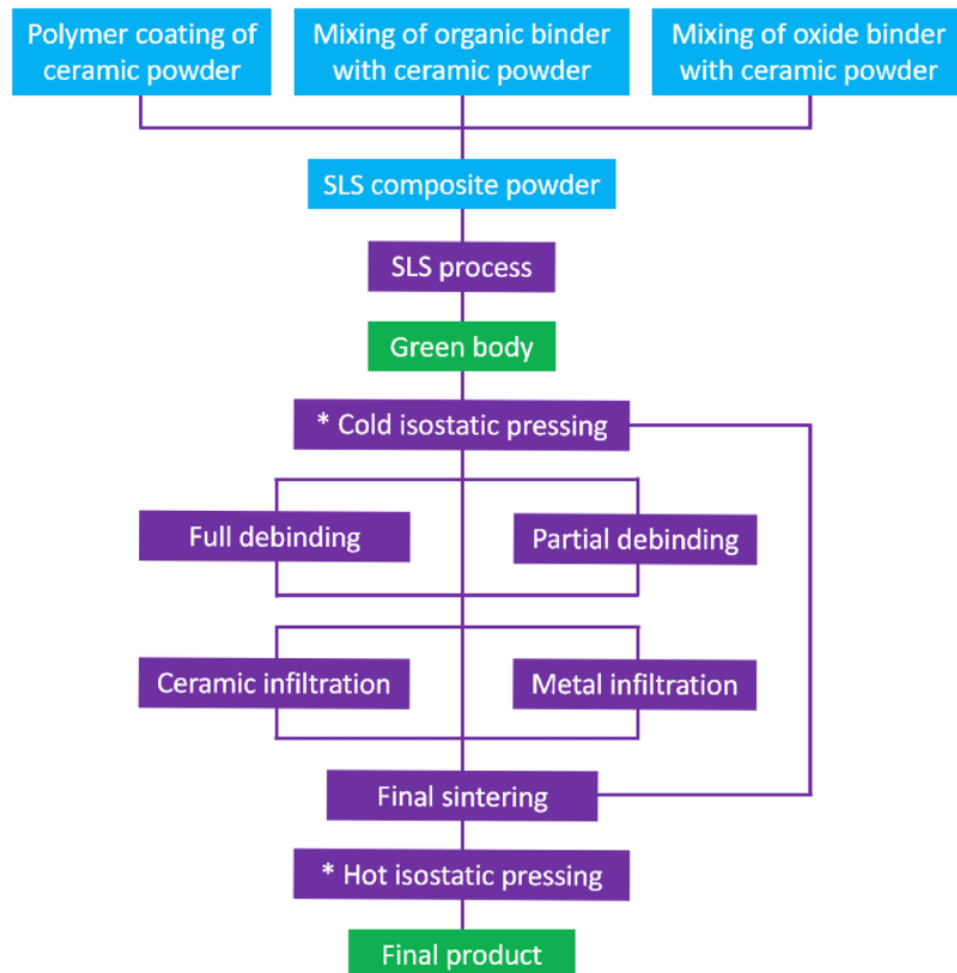 Polymer coating of
ceramic powder
Mixing of organic binder
with ceramic powder
Mixing of oxide binder
with ceramic powder
SLS composite powder
SLS process
Green body
* Cold isostatic pressing
Full debinding
Partial debinding
Ceramic infiltration
Metal infiltration
Final sintering
* Hot isostatic pressing
Final product